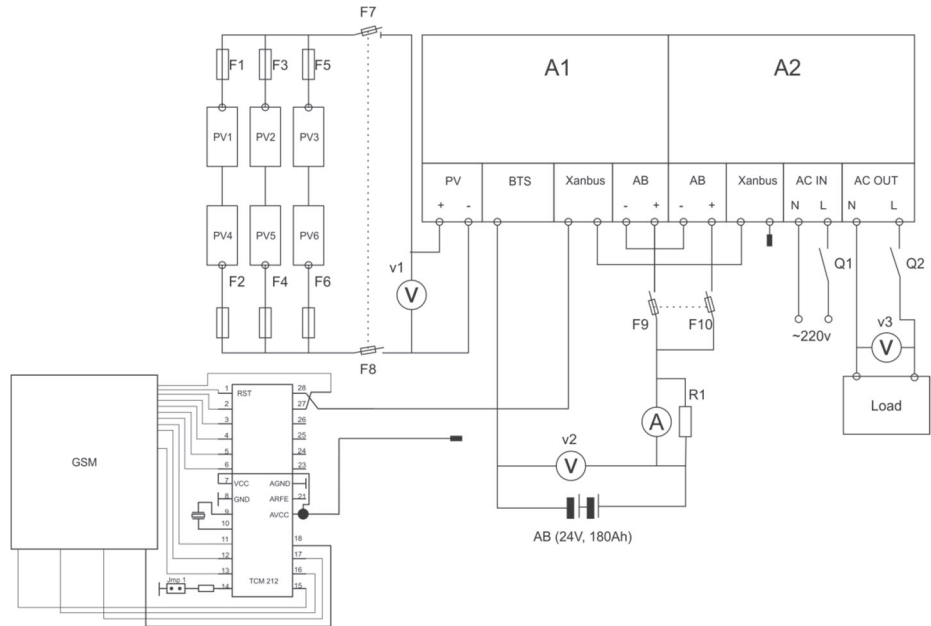 F7
F1 F3 F5
A1 A2
PV1 PV2 PV3
PV BTS Xanbus AB AB Xanbus AC IN AC OUT
+ - - + - + N L N L
PV4 PV5 PV6
F2 F4 F6
v1
V
Q1 Q2
F9 F10
~220v
v3
V
F8
Load
R1
A
v2
V
AB (24V, 180Ah)
GSM
1 RST 28
2 27
3 26
4 25
5 24
6 23
7 VCC AGND
8 GND ARFE 21
9 AVCC
10
11 18
12 17
13 16
Jmp 1 14 TCM 212 15